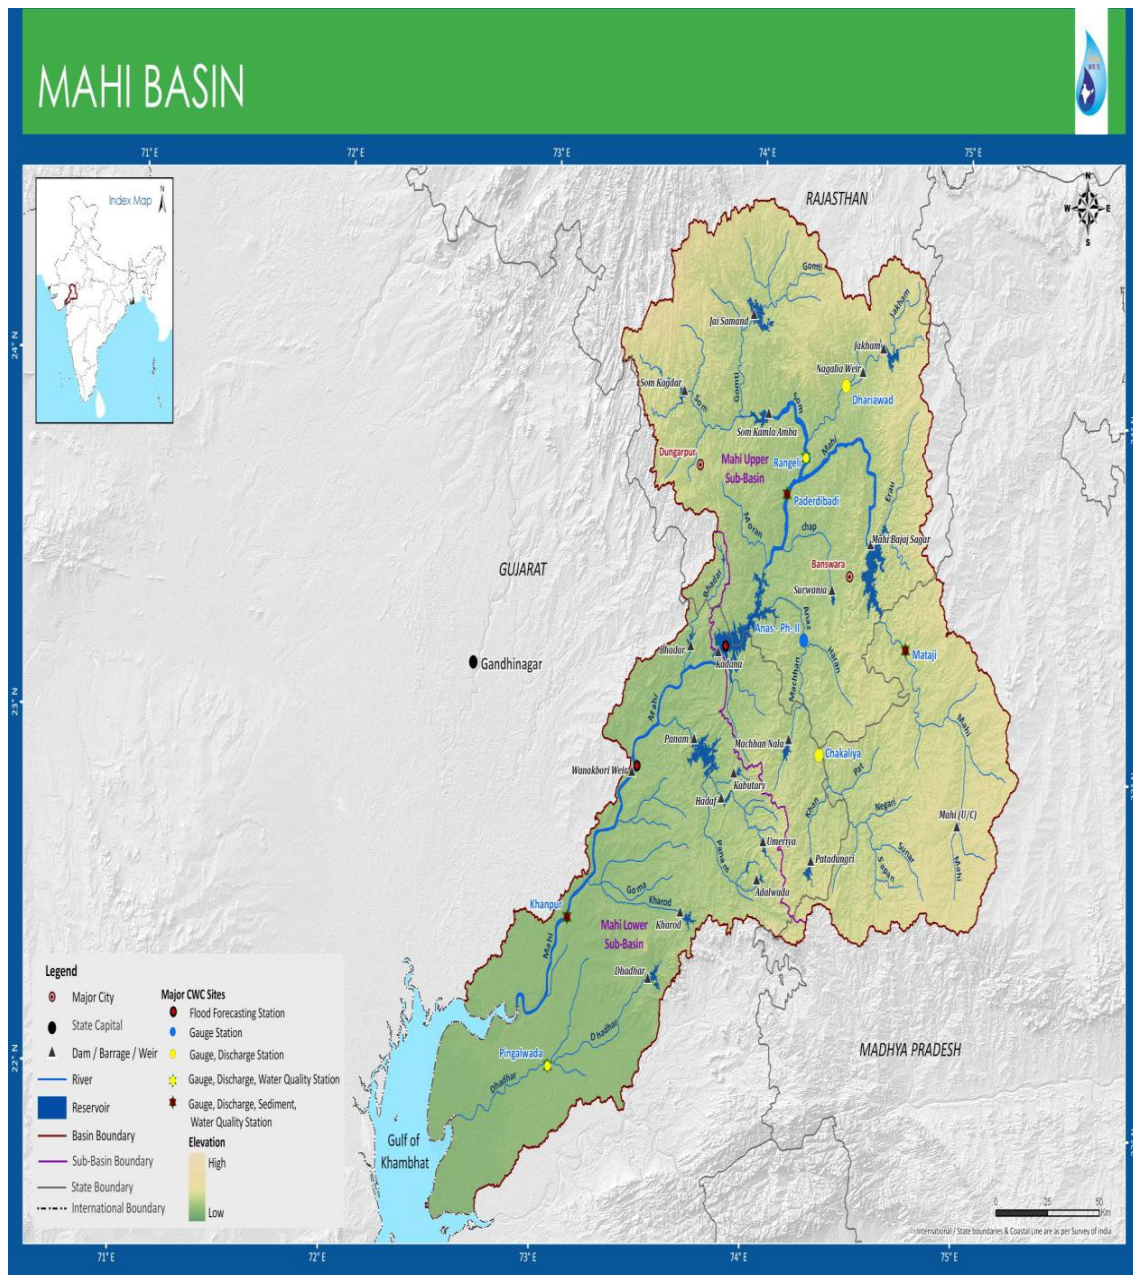 MAHI BASIN
71° E
72° E
73° E
74° E
75° E
Index Map
N
RAJASTHAN
N
W
E
S
Gomti
Jakham
Jai Samand
24° N
Jakham
Nagalia Weir
Som Kagdar
Gomti
Dhariawad
Som
Som
Som Kamla Amba
Mahi
Dungarpur
Mahi Upper
Sub-Basin
Rangeli
Erau
Paderdibadi
Moran
chap
Mahi Bajaj Sagar
GUJARAT
Banswara
Bhadar
Surwania
Anas
Anas - Ph- II
Bhadar
Haran
Mataji
Kadana
Gandhinagar
Machhan
23° N
Mahi
Mahi
Panam
Machhan Nala
Chakaliya
Wanakbori Weir
Pat
Kabutary
Hadaf
Khan
Negari
Mahi (U/C)
Umeriya
Panam
Sunar
Patadungri
Sapan
Mahi
Adalwada
Goma
Kharod
Khanpur
Kharod
Mahi Lower
Sub-Basin
Mahi
Dhadhar
Dhadhar
MADHYA PRADESH
Pingalwada
Dhadhar
22° N
Gulf of
Khambhat
Legend
Major City
State Capital
Dam / Barrage / Weir
River
Reservoir
Basin Boundary
Sub-Basin Boundary
State Boundary
International Boundary
Major CWC Sites
Flood Forecasting Station
Gauge Station
Gauge, Discharge Station
Gauge, Discharge, Water Quality Station
Gauge, Discharge, Sediment,
Water Quality Station
Elevation
High
Low
0 25 50
Km
International / State boundaries & Coastal Line are as per Survey of India
71° E
72° E
73° E
74° E
75° E